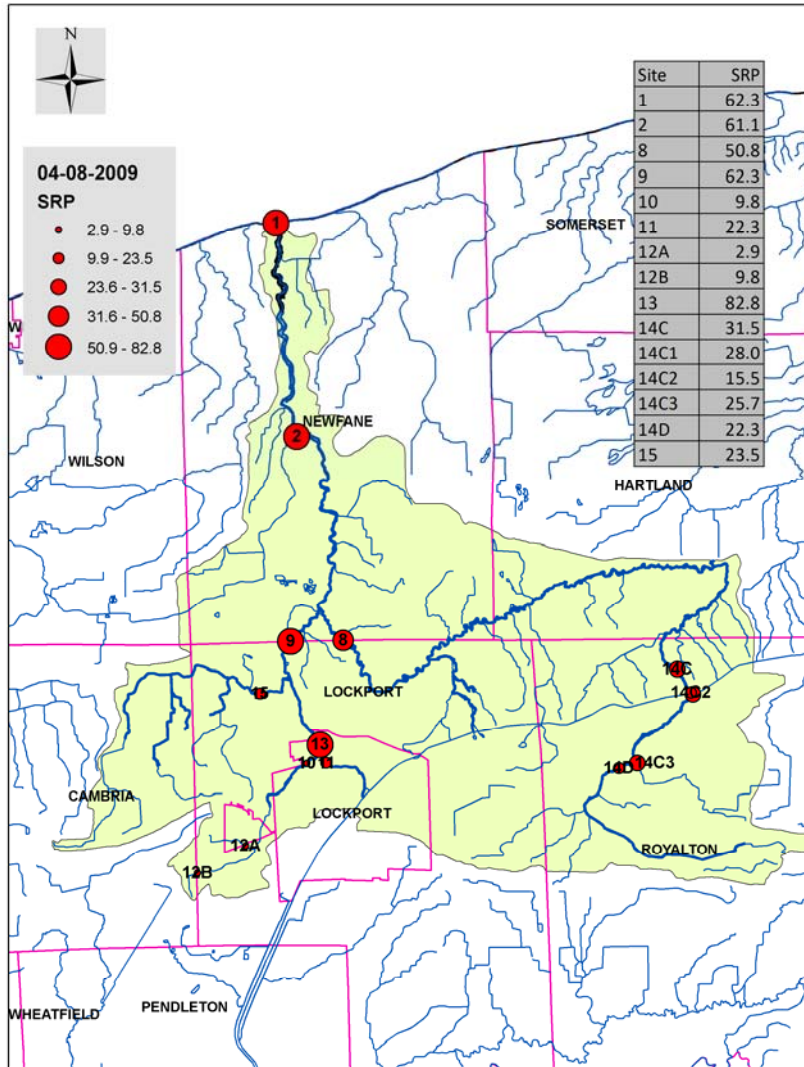 N
Site SRP
1 62.3
2 61.1
8 50.8
9 62.3
10 9.8
11 22.3
12A 2.9
12B 9.8
13 82.8
14C 31.5
14C1 28.0
14C2 15.5
14C3 25.7
14D 22.3
15 23.5
04-08-2009
SRP
2.9 - 9.8
9.9 - 23.5
23.6 - 31.5
31.6 - 50.8
50.9 - 82.8
1
SOMERSET
W
2
NEWFANE
WILSON
HARTLAND
9
8
14C
15
LOCKPORT
14C2
13
1011
14D
14C3
CAMBRIA
LOCKPORT
12A
ROYALTON
12B
WHEATFIELD
PENDLETON